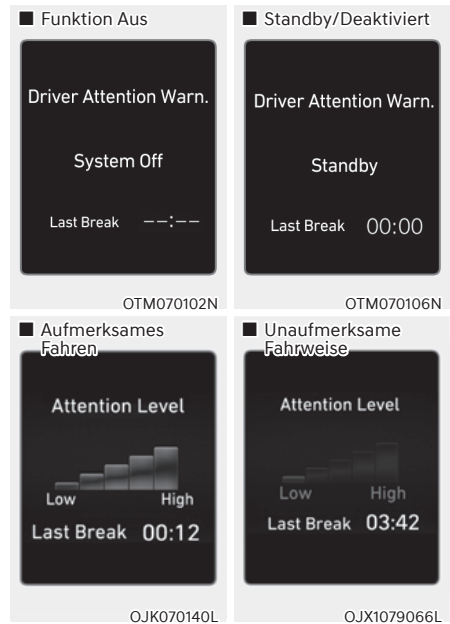 ■ Funktion Aus
Driver Attention Warn.
System Off
Last Break --:--
OTM070102N
■ Standby/Deaktiviert
Driver Attention Warn.
Standby
Last Break 00:00
OTM070106N
■ Aufmerksames
Fahren
Attention Level
Low High
Last Break 00:12
OJK070140L
■ Unaufmerksame
Fahrweise
Attention Level
Low High
Last Break 03:42
OJX1079066L